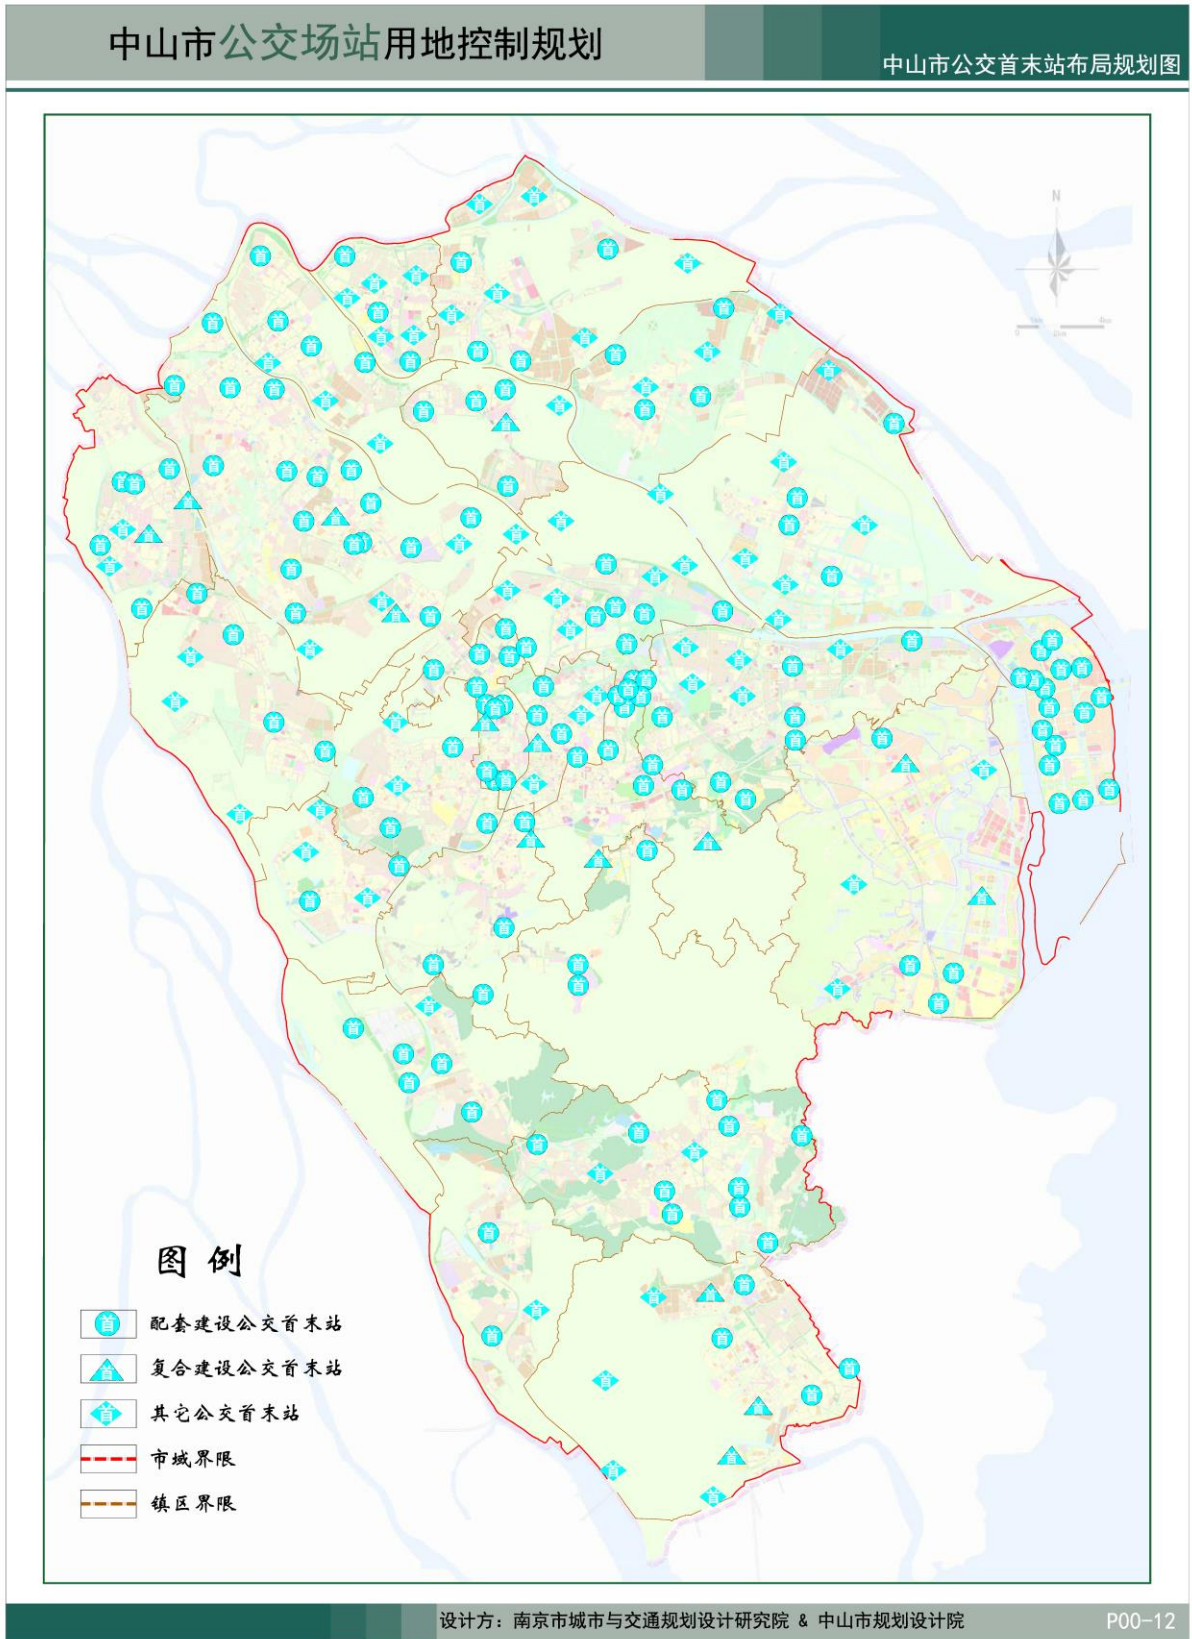 中山市公交场站用地控制规划
中山市公交首末站布局规划图
N
图 例
首 配套建设公交首末站
首 复合建设公交首末站
首 其它公交首末站
市域界限
镇区界限
设计方：南京市城市与交通规划设计研究院 & 中山市规划设计院
P00-12